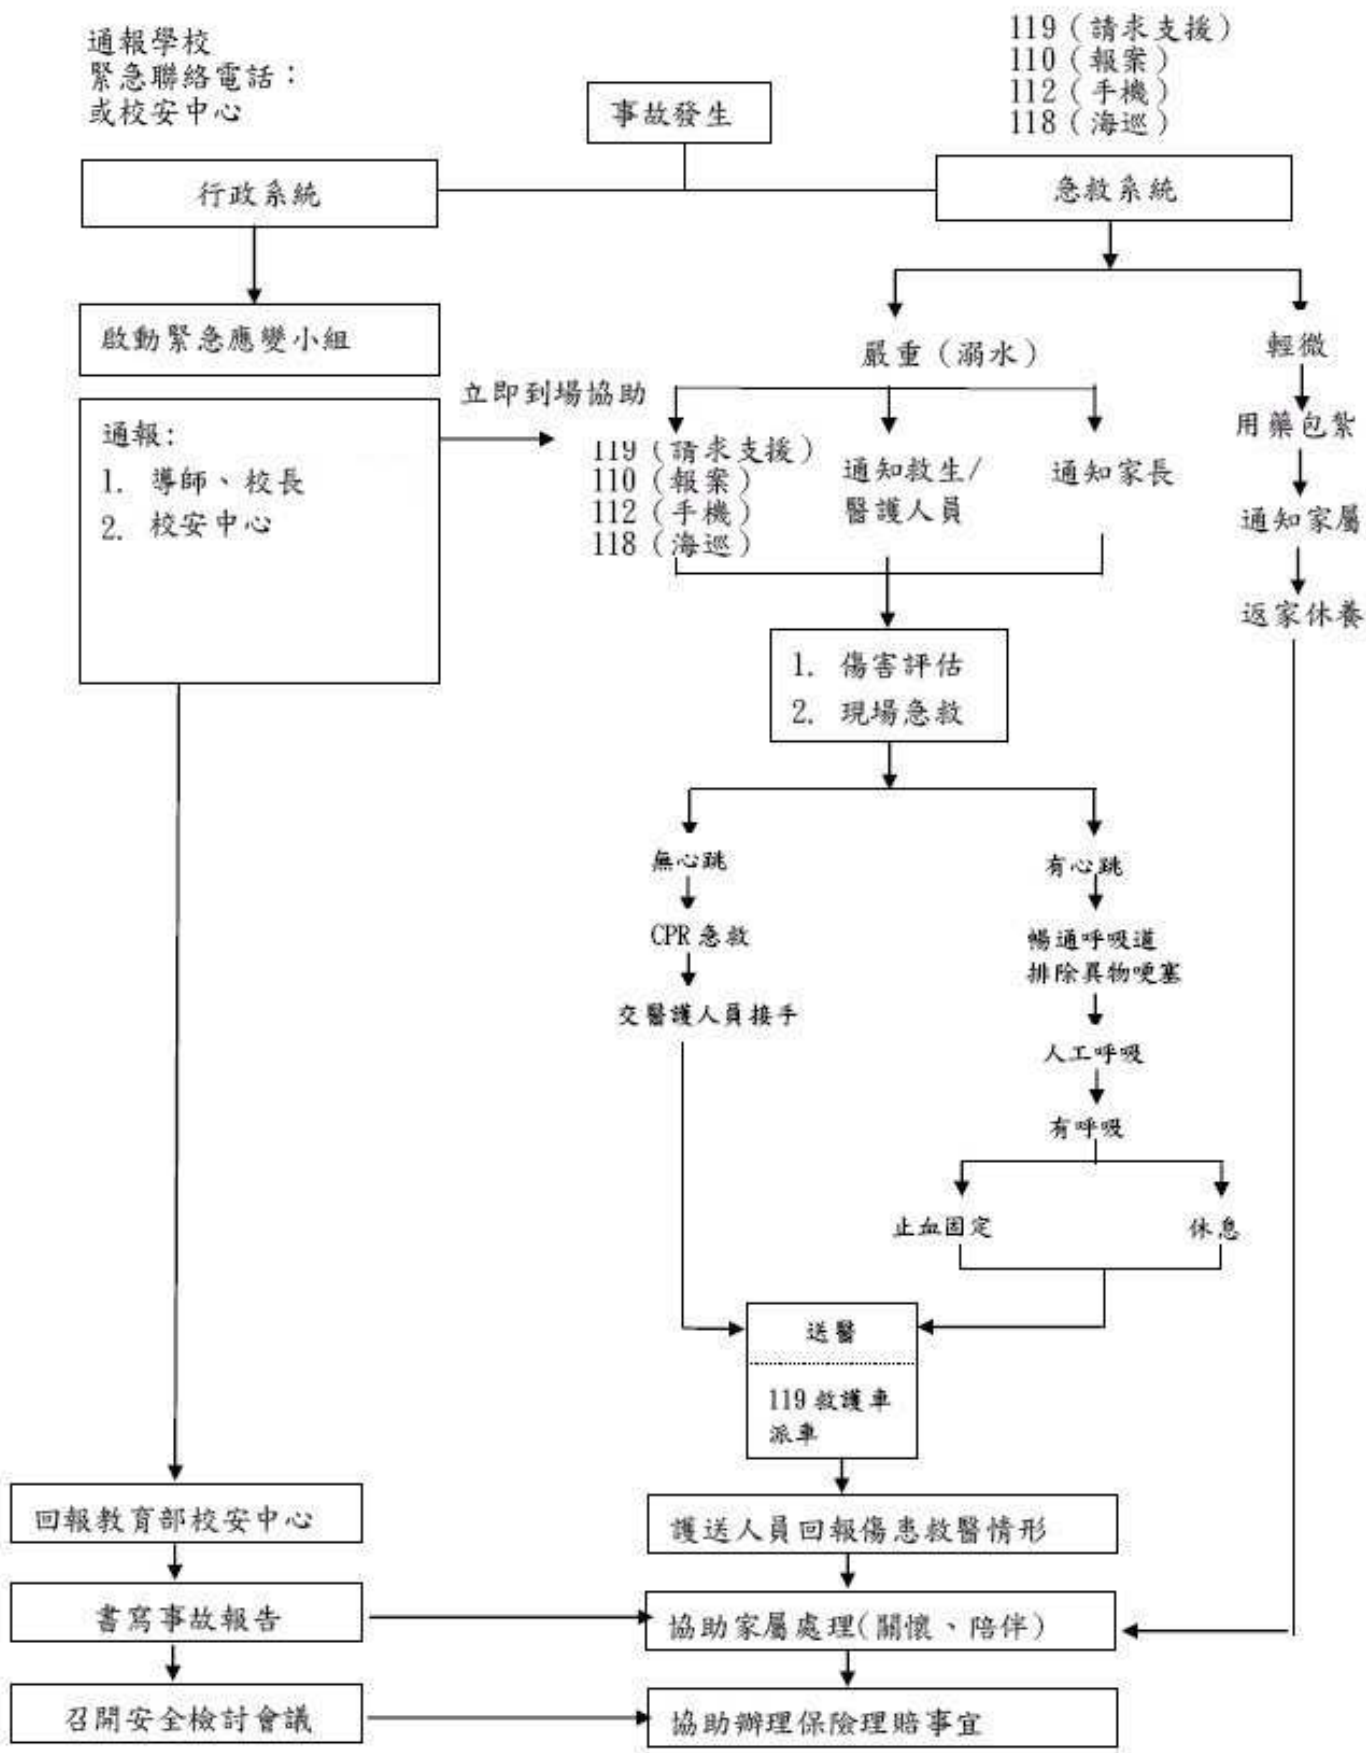 通報學校
緊急聯絡電話：
或校安中心
119（請求支援）
110（報案）
112（手機）
118（海巡）
事故發生
行政系統
急救系統
啟動緊急應變小組
通報:
1. 導師、校長
2. 校安中心
立即到場協助
嚴重（溺水）
輕微
119（請求支援）
110（報案）
112（手機）
118（海巡）
通知救生/
醫護人員
通知家長
用藥包紮
通知家屬
返家休養
1. 傷害評估
2. 現場急救
無心跳
CPR 急救
交醫護人員接手
有心跳
暢通呼吸道
排除異物哽塞
人工呼吸
有呼吸
止血固定
休息
送醫
119 救護車
派車
回報教育部校安中心
書寫事故報告
召開安全檢討會議
護送人員回報傷患救醫情形
協助家屬處理(關懷、陪伴)
協助辦理保險理賠事宜